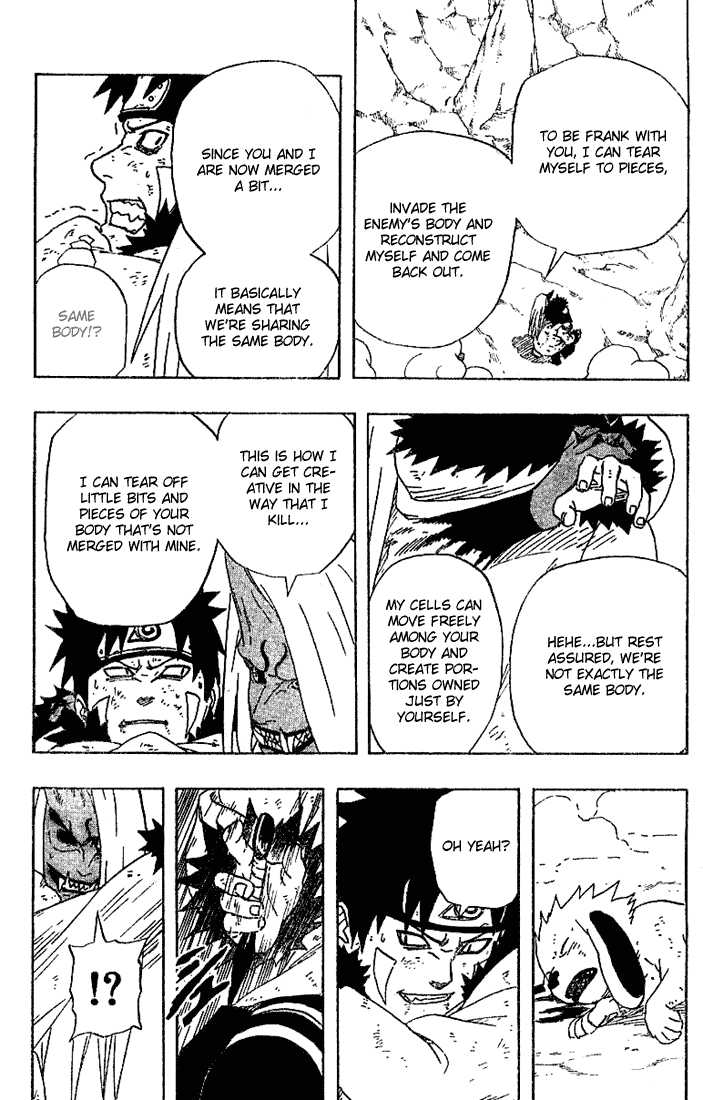 TO BE FRANK WITH
YOU, I CAN TEAR
MYSELF TO PIECES,
INVADE THE
ENEMY'S BODY AND
RECONSTRUCT
MYSELF AND COME
BACK OUT.
SINCE YOU AND I
ARE NOW MERGED
A BIT...
IT BASICALLY
MEANS THAT
WE'RE SHARING
THE SAME BODY.
SAME
BODY!?
HEHE...BUT REST
ASSURED, WE'RE
NOT EXACTLY THE
SAME BODY.
MY CELLS CAN
MOVE FREELY
AMONG YOUR
BODY AND
CREATE POR-
TIONS OWNED
JUST BY
YOURSELF.
THIS IS HOW I
CAN GET CRE-
ATIVE IN THE
WAY THAT I
KILL...
I CAN TEAR OFF
LITTLE BITS AND
PIECES OF YOUR
BODY THAT'S NOT
MERGED WITH MINE.
OH YEAH?
!?